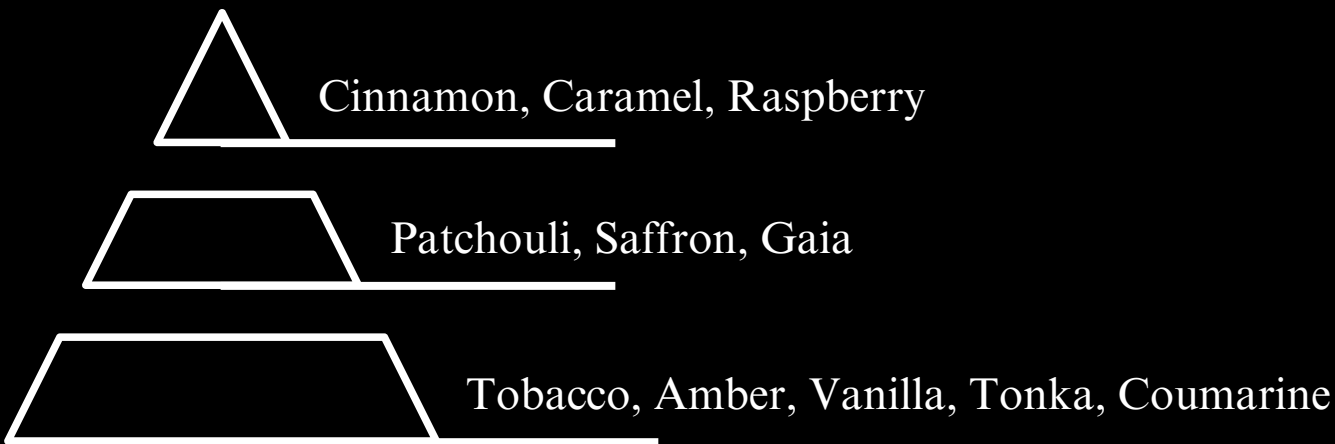 Cinnamon, Caramel, Raspberry
Patchouli, Saffron, Gaia
Tobacco, Amber, Vanilla, Tonka, Coumarine